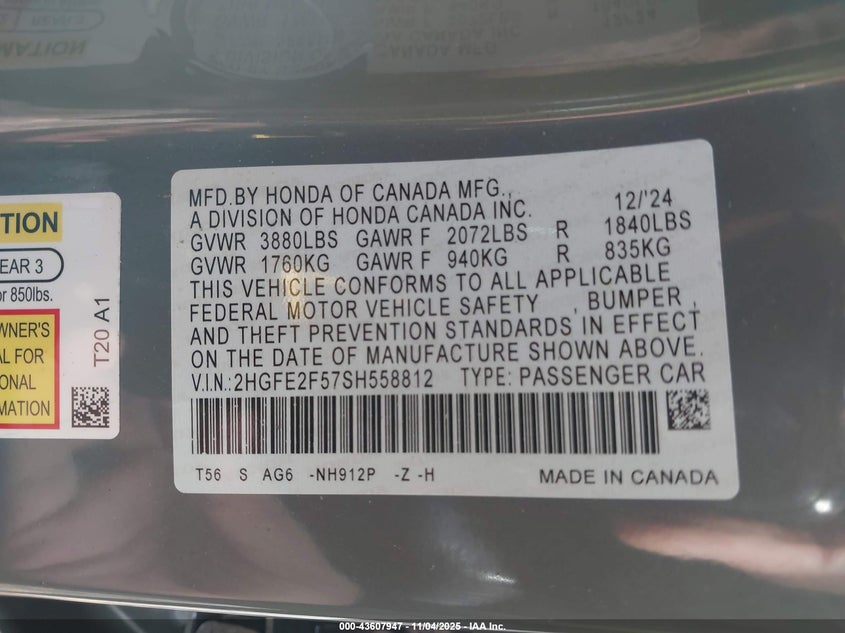 TION
EAR 3
or 850lbs.
WNER'S
AL FOR
ONAL
MATION
T20 A1
MFD.BY HONDA OF CANADA MFG., 12/'24
A DIVISION OF HONDA CANADA INC.
GVWR 3880LBS GAWR F 2072LBS R 1840LBS
GVWR 1760KG GAWR F 940KG R 835KG
THIS VEHICLE CONFORMS TO ALL APPLICABLE
FEDERAL MOTOR VEHICLE SAFETY , BUMPER ,
AND THEFT PREVENTION STANDARDS IN EFFECT
ON THE DATE OF MANUFACTURE SHOWN ABOVE.
V.I.N.:2HGFE2F57SH558812 TYPE: PASSENGER CAR
T56 S AG6 -NH912P -Z -H MADE IN CANADA
000-43607947 - 11/04/2025 - IAA Inc.